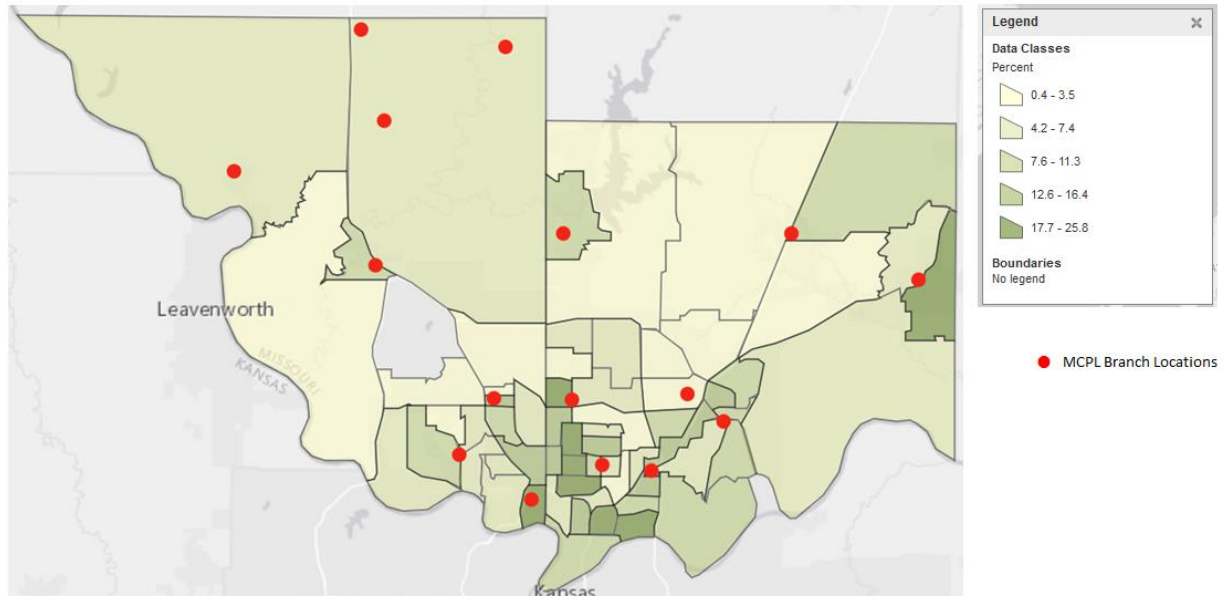 Legend
Data Classes
Percent
0.4 - 3.5
4.2 - 7.4
7.6 - 11.3
12.6 - 16.4
17.7 - 25.8
Boundaries
No legend
MCPL Branch Locations
Leavenworth
MISSOURI
KANSAS
Kansas